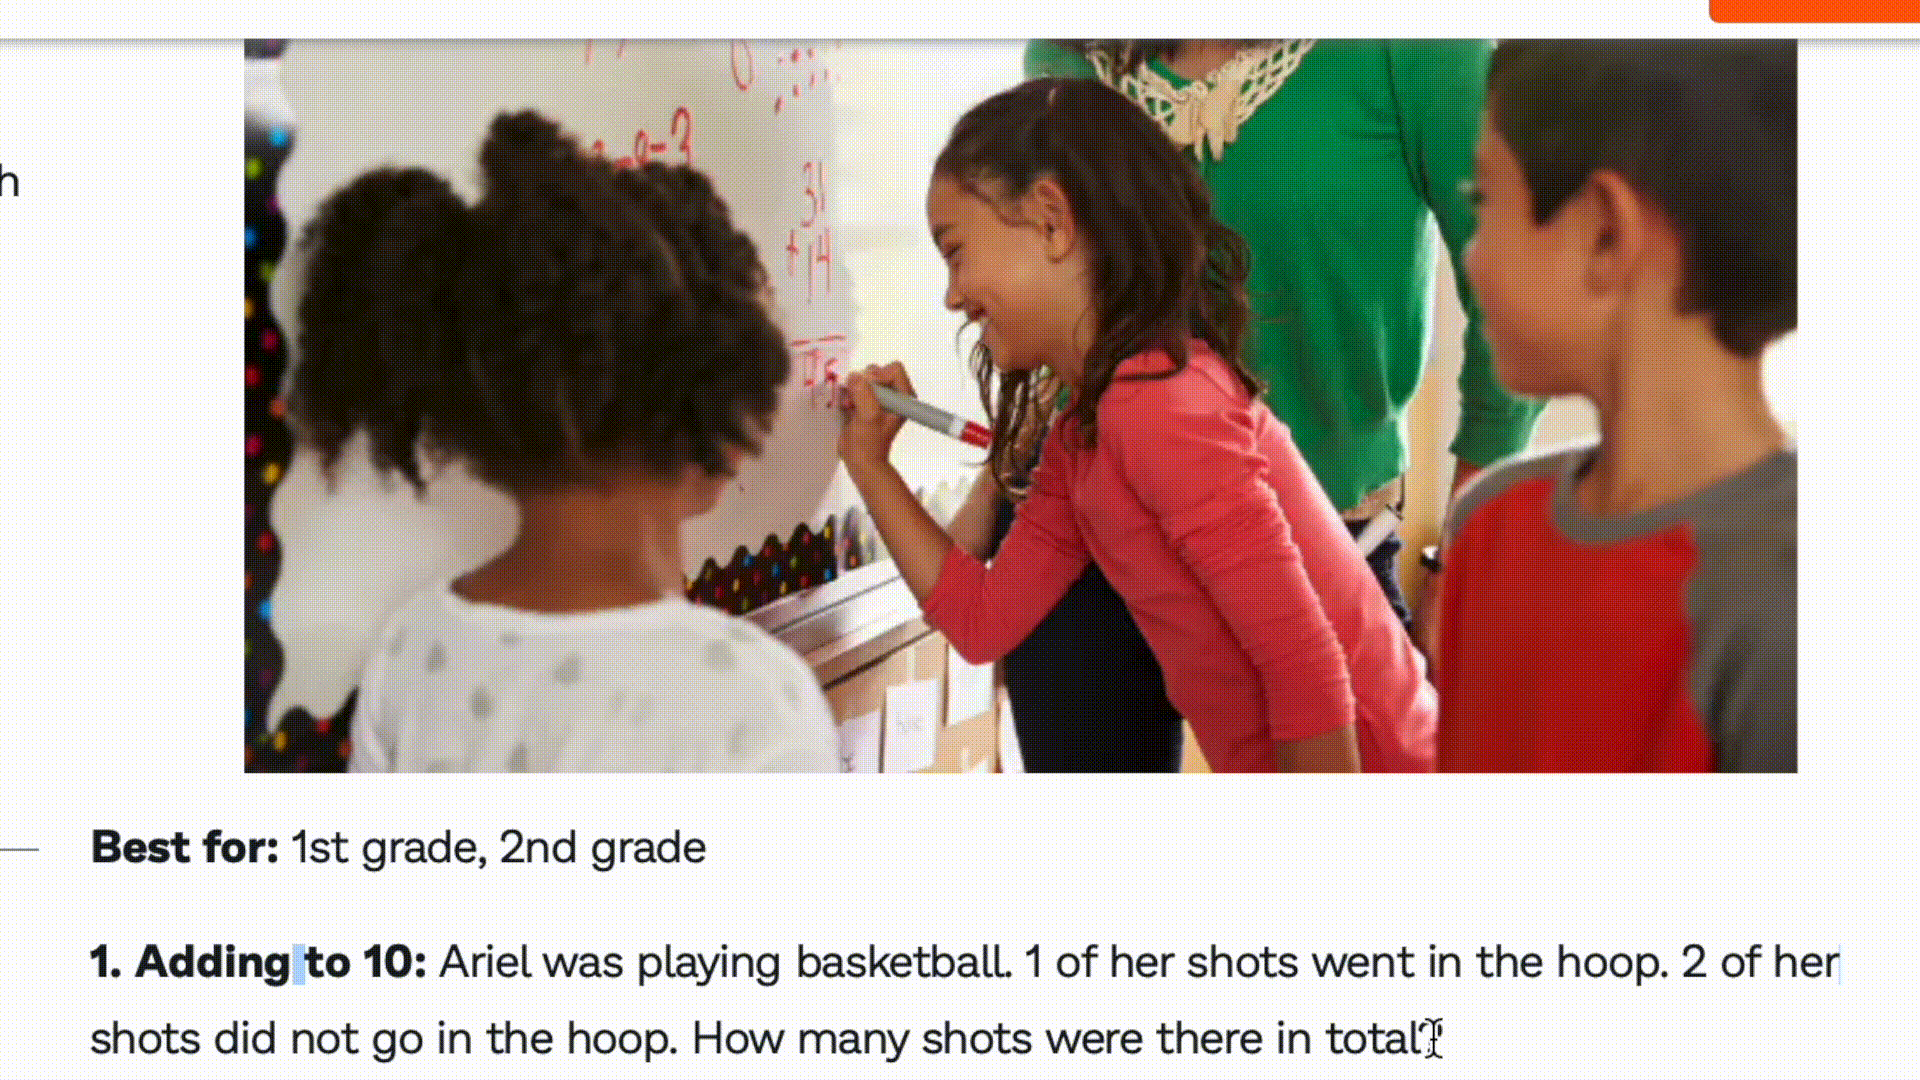 h
31
+14
Best for: 1st grade, 2nd grade
1. Adding to 10: Ariel was playing basketball. 1 of her shots went in the hoop. 2 of her
shots did not go in the hoop. How many shots were there in total?